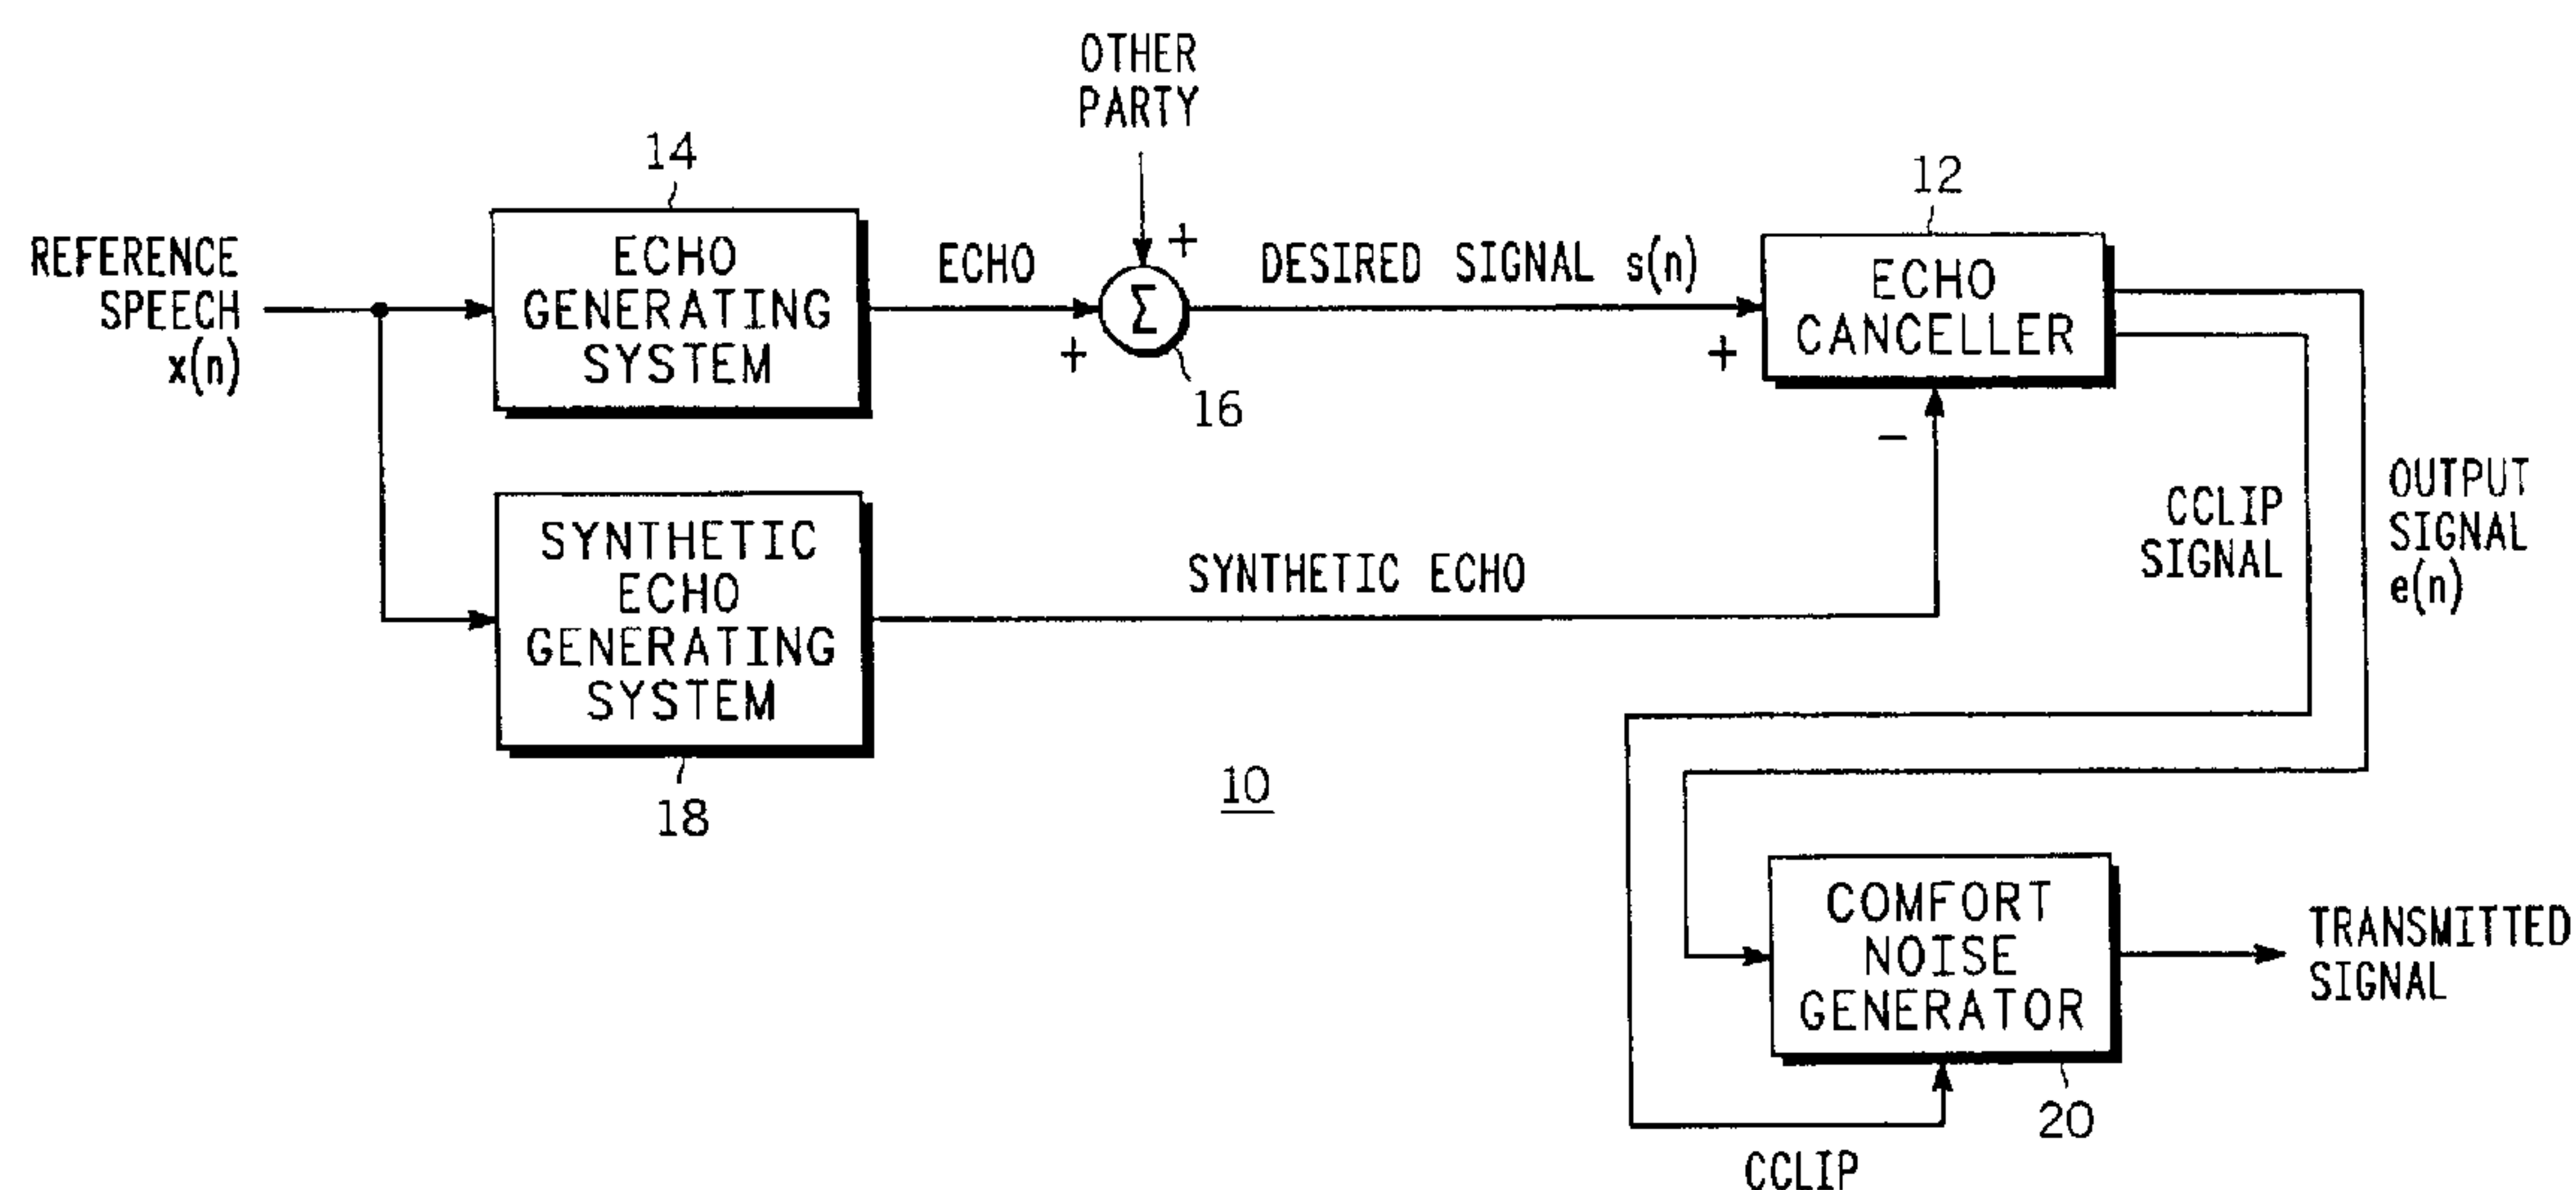 OTHER
PARTY
14
12
REFERENCE
SPEECH
x(n)
ECHO
GENERATING
SYSTEM
ECHO
+
+
Σ
16
DESIRED SIGNAL s(n)
+
ECHO
CANCELLER
−
SYNTHETIC
ECHO
GENERATING
SYSTEM
18
SYNTHETIC ECHO
CCLIP
SIGNAL
OUTPUT
SIGNAL
e(n)
10
COMFORT
NOISE
GENERATOR
20
TRANSMITTED
SIGNAL
CCLIP